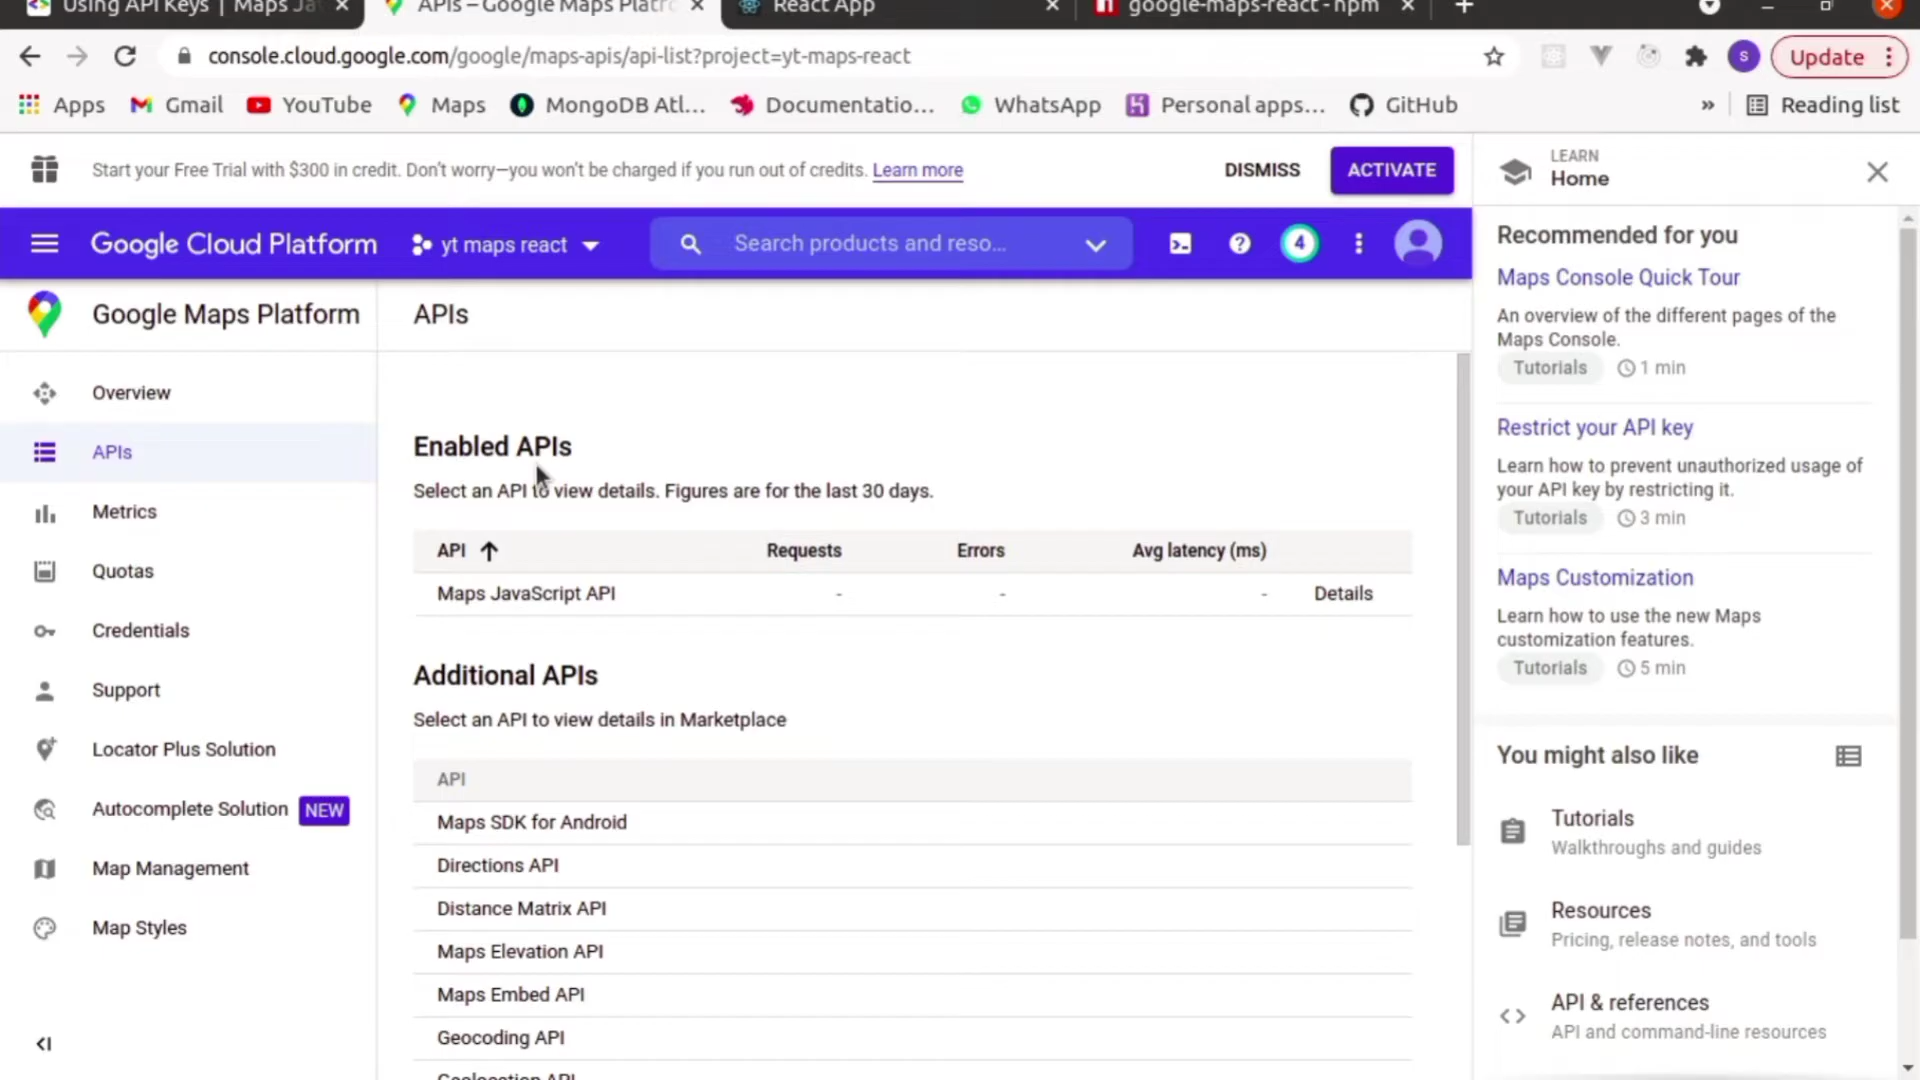 Using API Keys | Maps Ja
APIs – Google Maps Platfo
React App
google-maps-react - npm
console.cloud.google.com/google/maps-apis/api-list?project=yt-maps-react
S
Update
Apps
Gmail
YouTube
Maps
MongoDB Atl...
Documentatio...
WhatsApp
Personal apps...
GitHub
»
Reading list
Start your Free Trial with $300 in credit. Don't worry—you won't be charged if you run out of credits. Learn more
DISMISS
ACTIVATE
Google Cloud Platform
yt maps react
Search products and reso...
4
Google Maps Platform
APIs
Overview
APIs
Metrics
Quotas
Credentials
Support
Locator Plus Solution
Autocomplete Solution NEW
Map Management
Map Styles
Enabled APIs
Select an API to view details. Figures are for the last 30 days.
API Requests Errors Avg latency (ms)
Maps JavaScript API - - - Details
Additional APIs
Select an API to view details in Marketplace
API
Maps SDK for Android
Directions API
Distance Matrix API
Maps Elevation API
Maps Embed API
Geocoding API
Geolocation API
LEARN
Home
Recommended for you
Maps Console Quick Tour
An overview of the different pages of the
Maps Console.
Tutorials 1 min
Restrict your API key
Learn how to prevent unauthorized usage of
your API key by restricting it.
Tutorials 3 min
Maps Customization
Learn how to use the new Maps
customization features.
Tutorials 5 min
You might also like
Tutorials
Walkthroughs and guides
Resources
Pricing, release notes, and tools
API & references
API and command-line resources